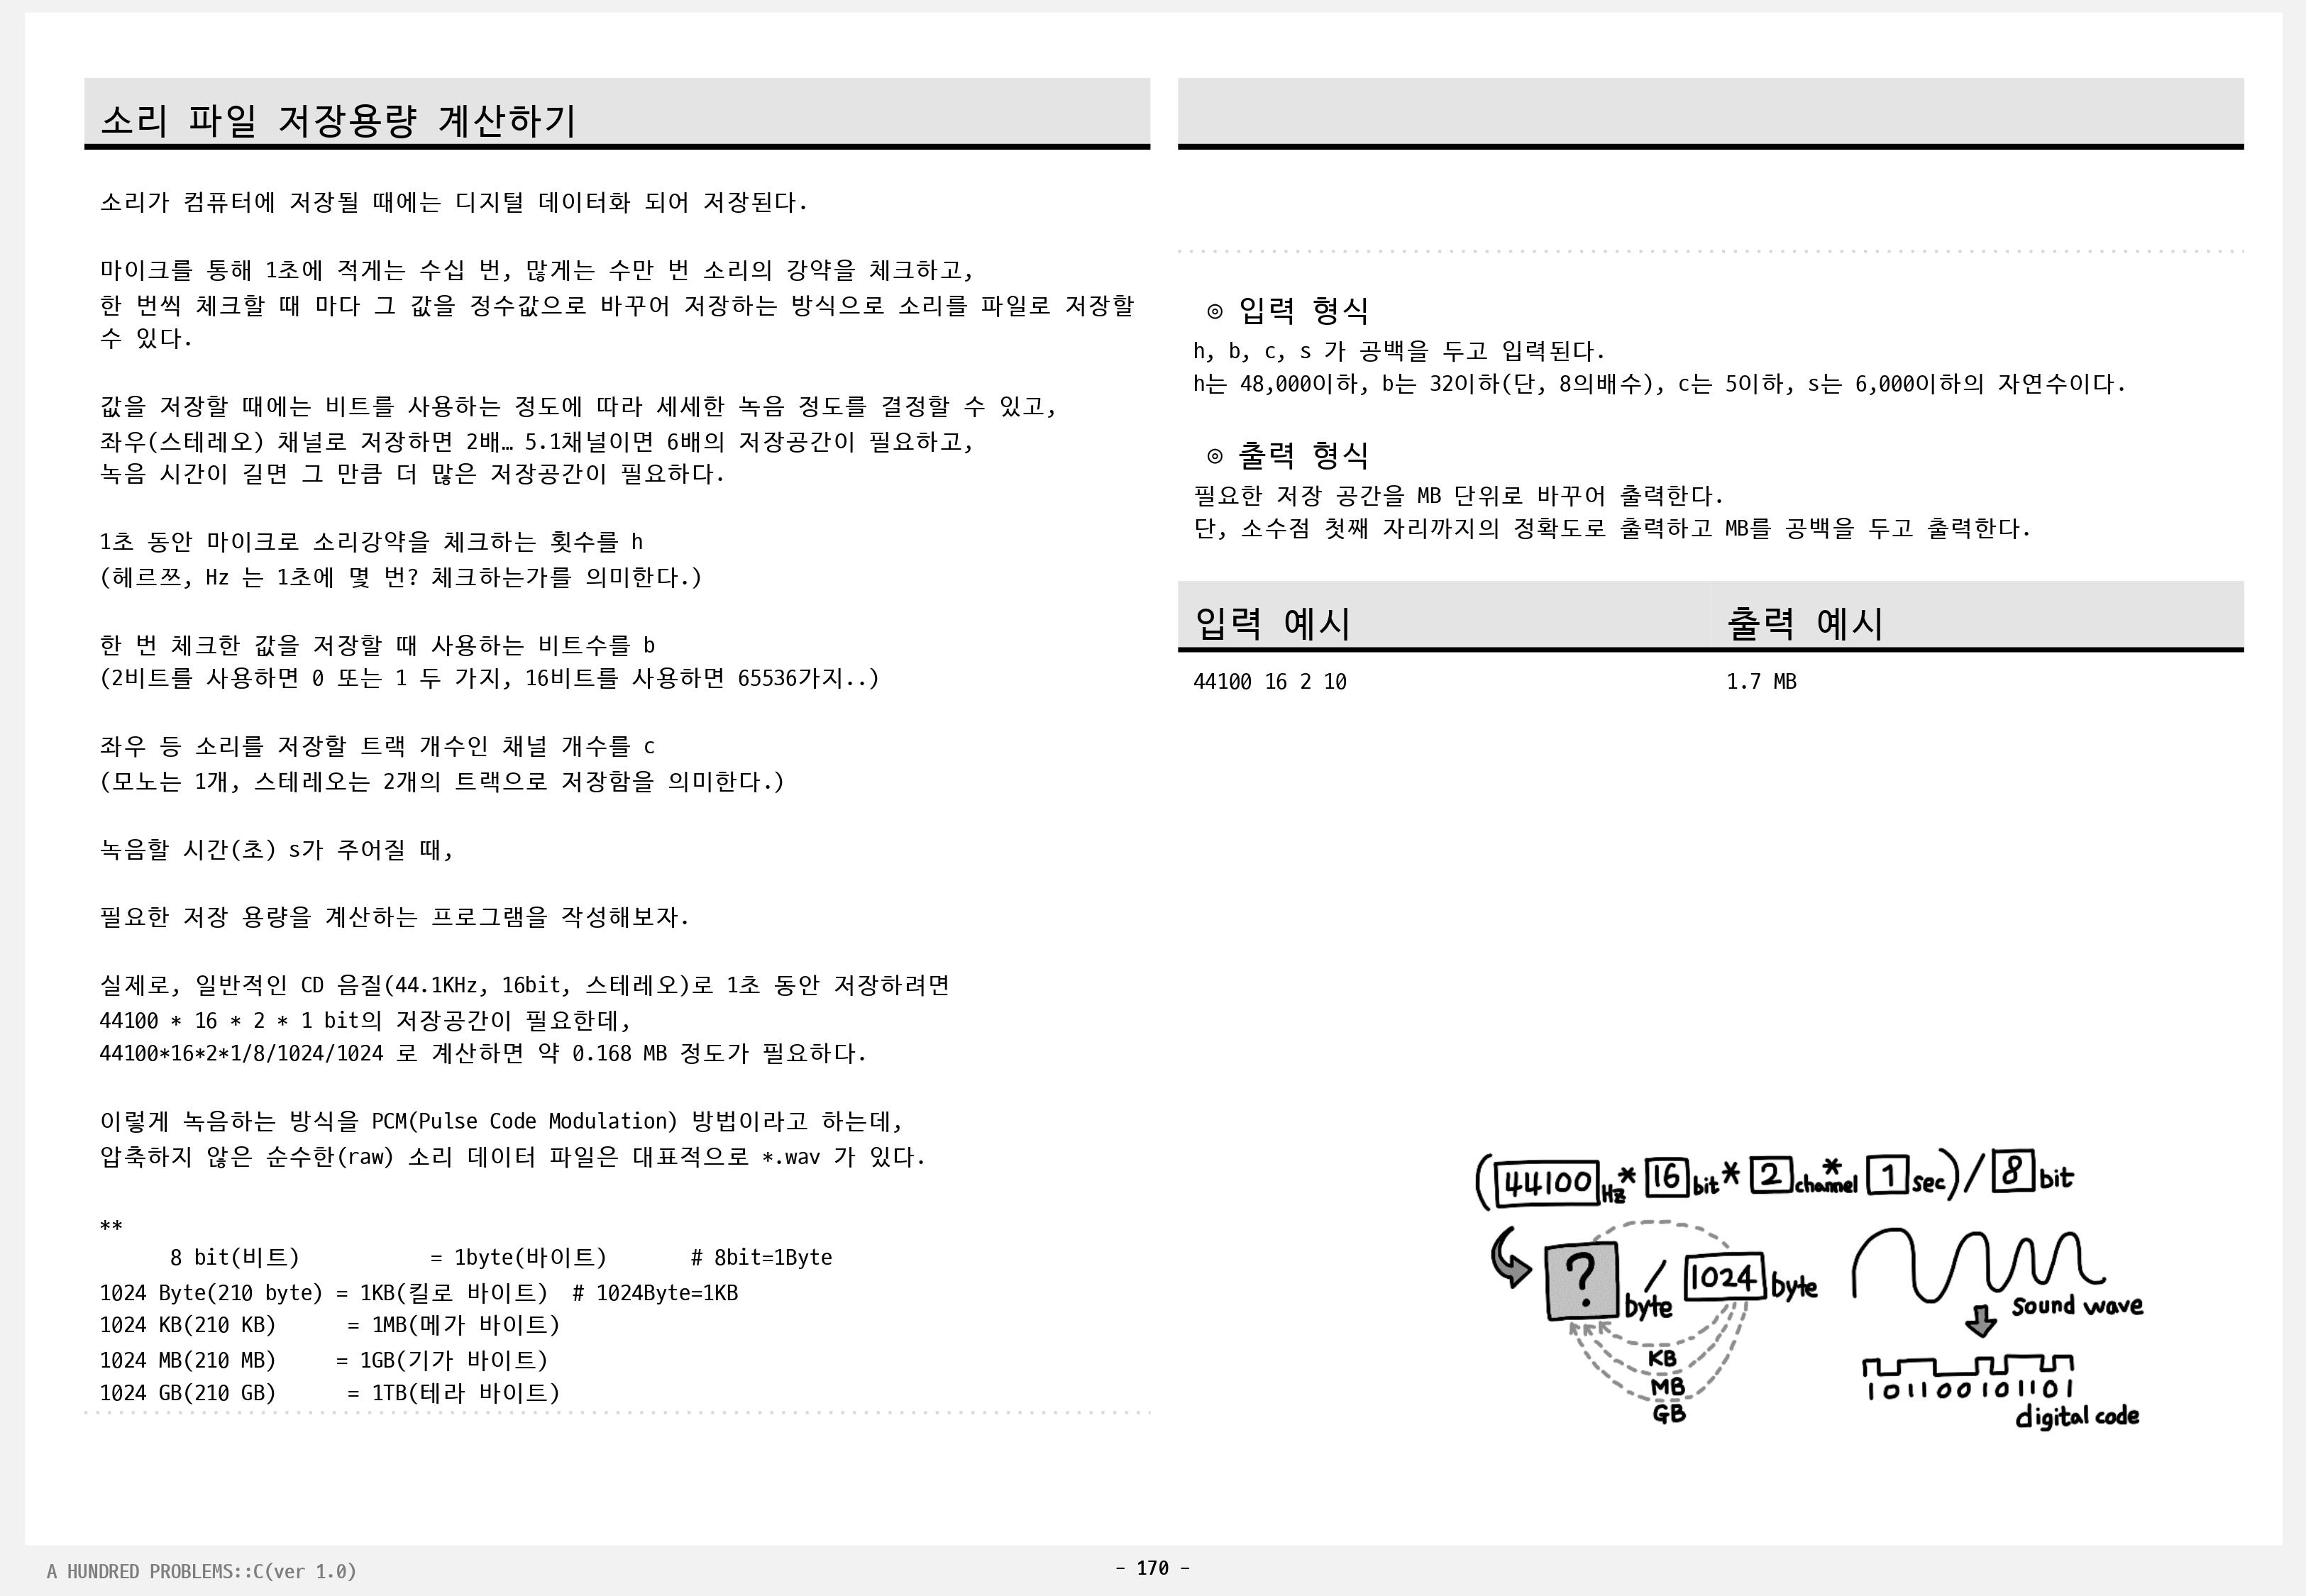 소리 파일 저장용량 계산하기
소리가 컴퓨터에 저장될 때에는 디지털 데이터화 되어 저장된다.
마이크를 통해 1초에 적게는 수십 번, 많게는 수만 번 소리의 강약을 체크하고,
한 번씩 체크할 때 마다 그 값을 정수값으로 바꾸어 저장하는 방식으로 소리를 파일로 저장할
수 있다.
값을 저장할 때에는 비트를 사용하는 정도에 따라 세세한 녹음 정도를 결정할 수 있고,
좌우(스테레오) 채널로 저장하면 2배… 5.1채널이면 6배의 저장공간이 필요하고,
녹음 시간이 길면 그 만큼 더 많은 저장공간이 필요하다.
1초 동안 마이크로 소리강약을 체크하는 횟수를 h
(헤르쯔, Hz 는 1초에 몇 번? 체크하는가를 의미한다.)
한 번 체크한 값을 저장할 때 사용하는 비트수를 b
(2비트를 사용하면 0 또는 1 두 가지, 16비트를 사용하면 65536가지..)
좌우 등 소리를 저장할 트랙 개수인 채널 개수를 c
(모노는 1개, 스테레오는 2개의 트랙으로 저장함을 의미한다.)
녹음할 시간(초) s가 주어질 때,
필요한 저장 용량을 계산하는 프로그램을 작성해보자.
실제로, 일반적인 CD 음질(44.1KHz, 16bit, 스테레오)로 1초 동안 저장하려면
44100 * 16 * 2 * 1 bit의 저장공간이 필요한데,
44100*16*2*1/8/1024/1024 로 계산하면 약 0.168 MB 정도가 필요하다.
이렇게 녹음하는 방식을 PCM(Pulse Code Modulation) 방법이라고 하는데,
압축하지 않은 순수한(raw) 소리 데이터 파일은 대표적으로 *.wav 가 있다.
**
8 bit(비트) = 1byte(바이트) # 8bit=1Byte
1024 Byte(210 byte) = 1KB(킬로 바이트) # 1024Byte=1KB
1024 KB(210 KB) = 1MB(메가 바이트)
1024 MB(210 MB) = 1GB(기가 바이트)
1024 GB(210 GB) = 1TB(테라 바이트)
◎ 입력 형식
h, b, c, s 가 공백을 두고 입력된다.
h는 48,000이하, b는 32이하(단, 8의배수), c는 5이하, s는 6,000이하의 자연수이다.
◎ 출력 형식
필요한 저장 공간을 MB 단위로 바꾸어 출력한다.
단, 소수점 첫째 자리까지의 정확도로 출력하고 MB를 공백을 두고 출력한다.
입력 예시 출력 예시
44100 16 2 10 1.7 MB
(44100Hz * 16bit * 2channel * 1sec) / 8bit
? byte / 1024 byte
KB
MB
GB
sound wave
101100101101
digital code
A HUNDRED PROBLEMS::C(ver 1.0)
- 170 -